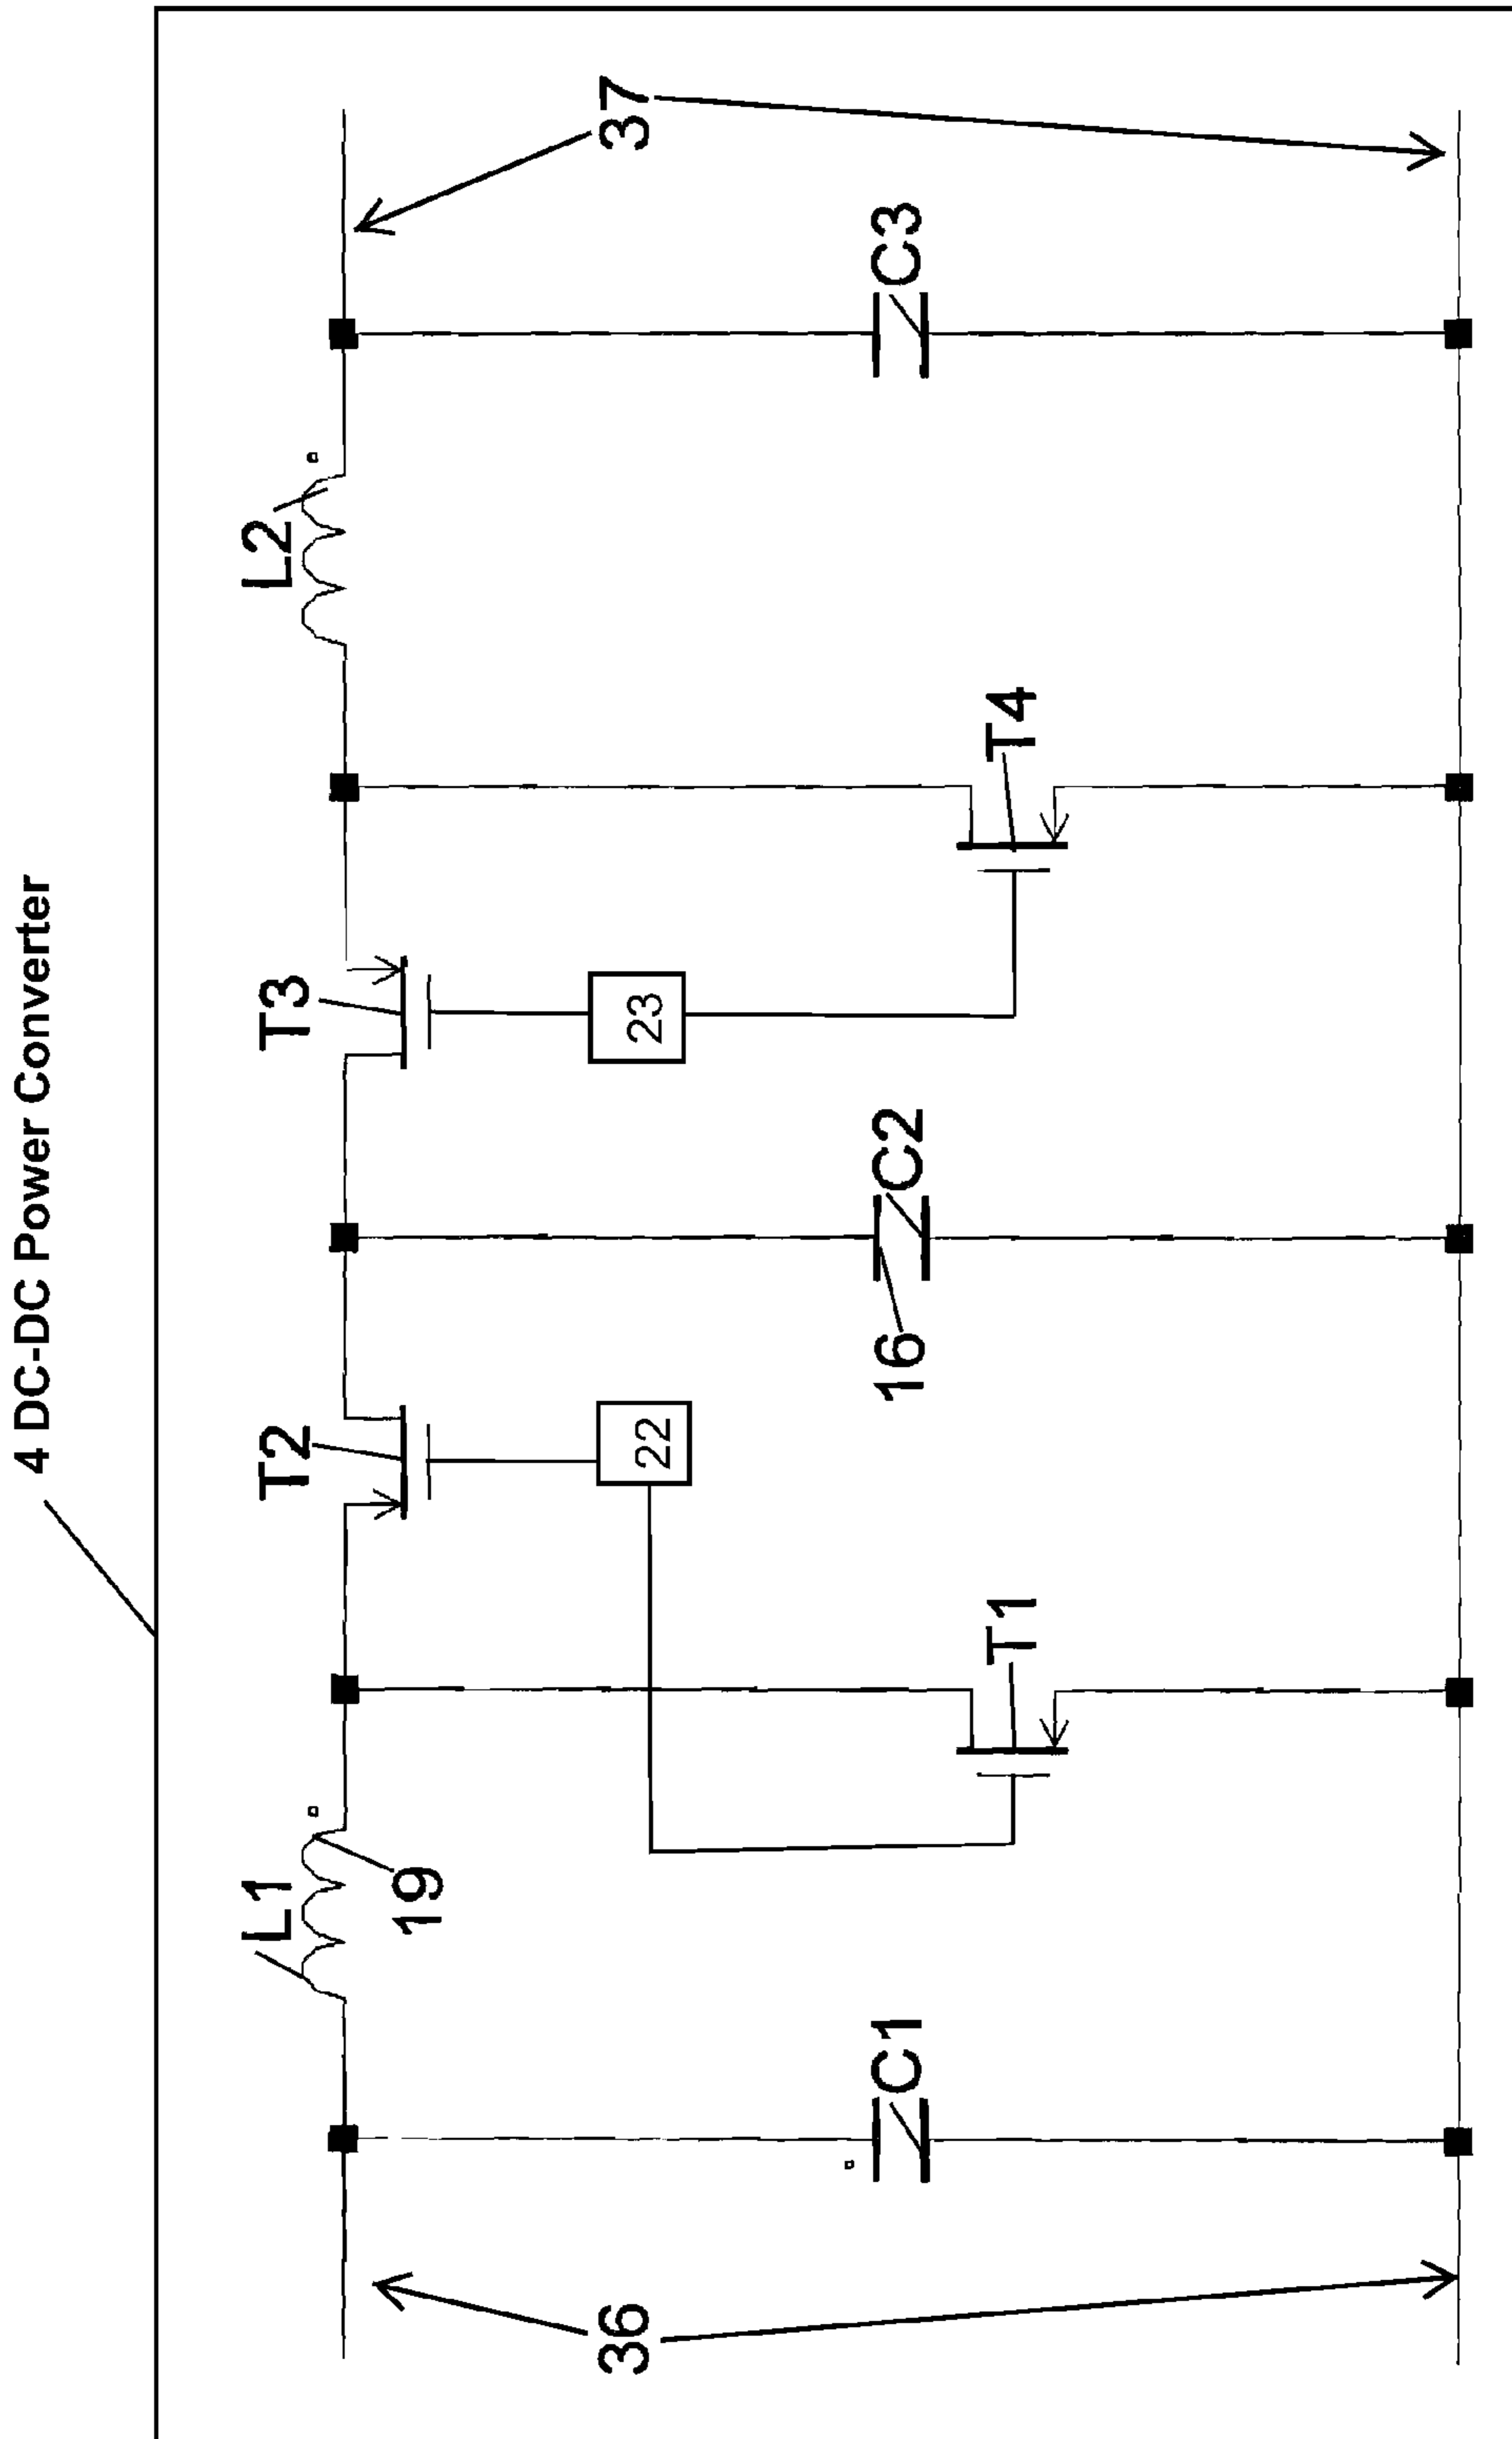 4 DC-DC Power Converter
L1
T2
T3
L2
19
36
22
23
37
C1
16
C2
C3
T1
T4